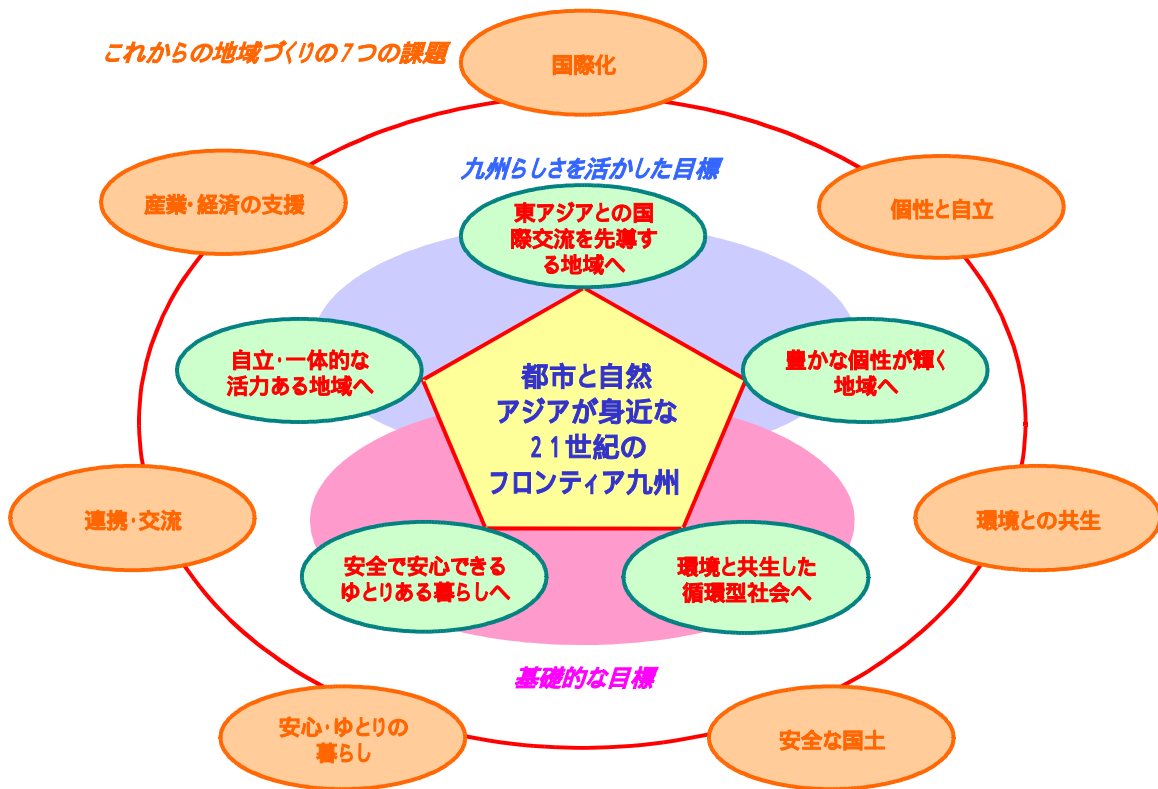 これからの地域づくりの７つの課題
国際化
産業・経済の支援
個性と自立
九州らしさを活かした目標
東アジアとの国
際交流を先導す
る地域へ
自立・一体的な
活力ある地域へ
豊かな個性が輝く
地域へ
都市と自然
アジアが身近な
２１世紀の
フロンティア九州
連携・交流
環境との共生
安全で安心できる
ゆとりある暮らしへ
環境と共生した
循環型社会へ
基礎的な目標
安心・ゆとりの
暮らし
安全な国土